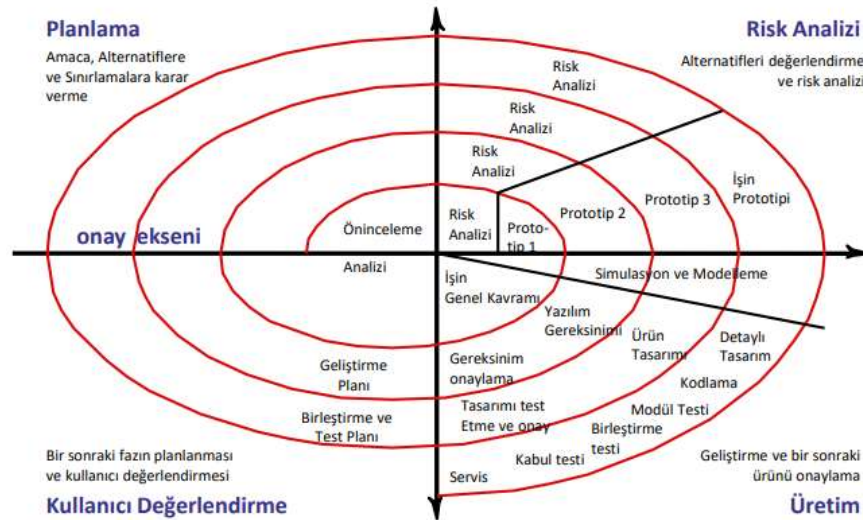 Planlama
Amaca, Alternatiflere
ve Sınırlamalara karar
verme
Risk Analizi
Alternatifleri değerlendirme
ve risk analizi
Risk
Analizi
Risk
Analizi
Risk
Analizi
Risk
Analizi
Proto-
tip 1
Prototip 2
Prototip 3
İşin
Prototipi
onay ekseni
Öninceleme
Analizi
Simulasyon ve Modelleme
İşin
Genel Kavramı
Yazılım
Gereksinimi
Ürün
Tasarımı
Detaylı
Tasarım
Geliştirme
Planı
Gereksinim
onaylama
Kodlama
Birleştirme ve
Test Planı
Tasarımı test
Etme ve onay
Modül Testi
Birleştirme
testi
Kabul testi
Servis
Bir sonraki fazın planlanması
ve kullanıcı değerlendirmesi
Kullanıcı Değerlendirme
Geliştirme ve bir sonraki
ürünü onaylama
Üretim